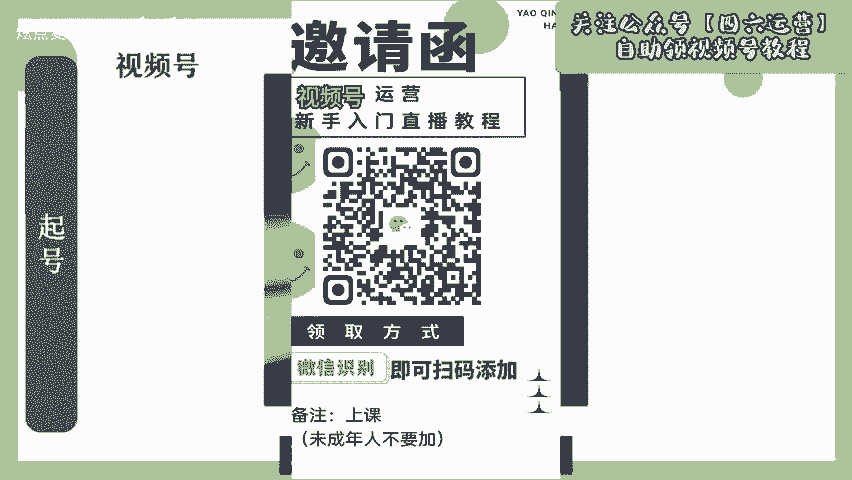 视频号
起号
邀请函
YAO QIN
HA
关注公众号【四六运营】
自助领视频号教程
视频号 运营
新手入门直播教程
领取方式
微信识别 即可扫码添加
备注：上课
（未成年人不要加）